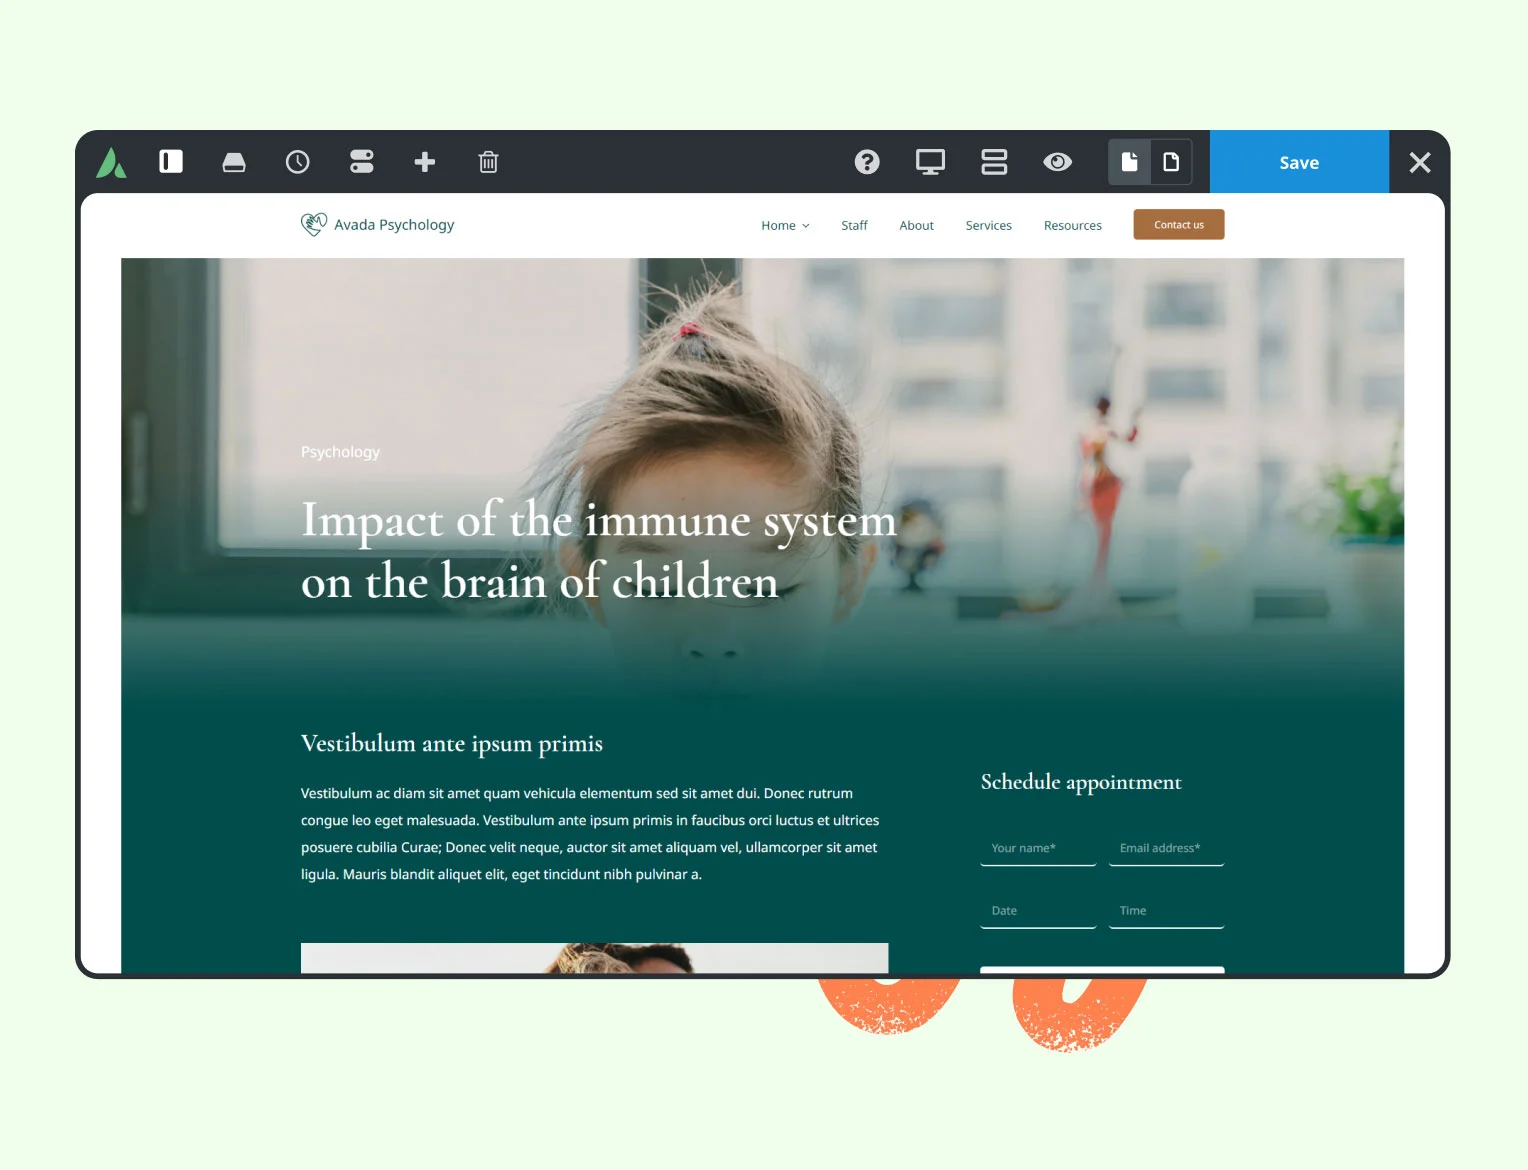 Save
Avada Psychology
Home
Staff
About
Services
Resources
Contact us
Psychology
Impact of the immune system
on the brain of children
Vestibulum ante ipsum primis
Vestibulum ac diam sit amet quam vehicula elementum sed sit amet dui. Donec rutrum
congue leo eget malesuada. Vestibulum ante ipsum primis in faucibus orci luctus et ultrices
posuere cubilia Curae; Donec velit neque, auctor sit amet aliquam vel, ullamcorper sit amet
ligula. Mauris blandit aliquet elit, eget tincidunt nibh pulvinar a.
Schedule appointment
Your name*
Email address*
Date
Time